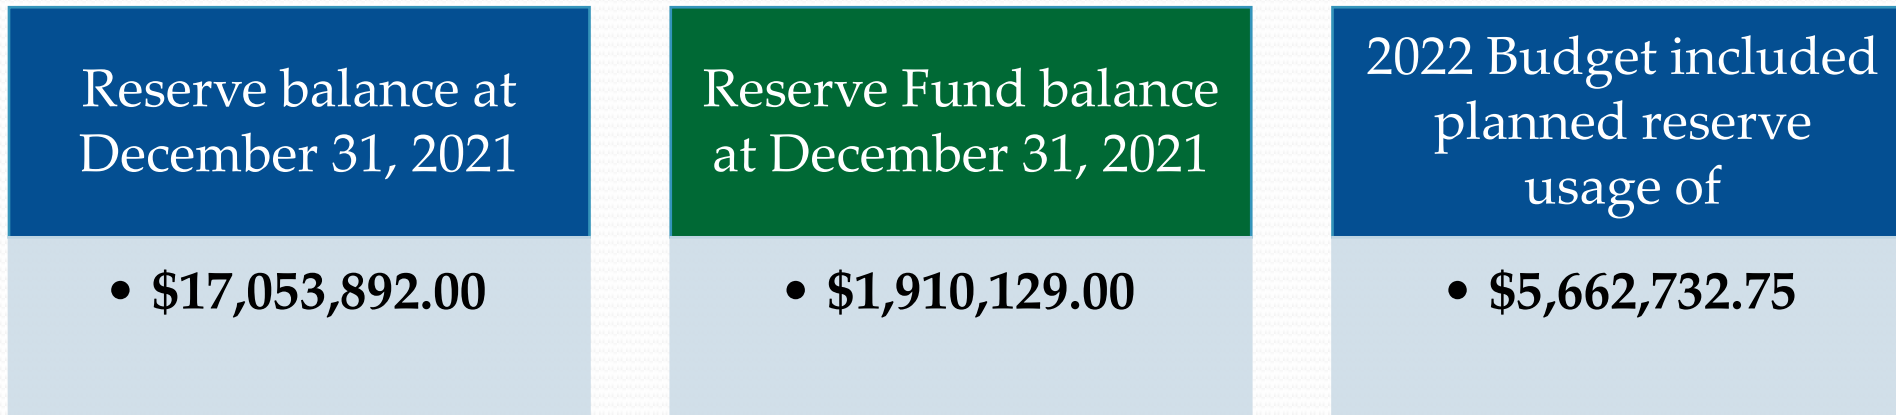 Reserve balance at
December 31, 2021
• $17,053,892.00
Reserve Fund balance
at December 31, 2021
• $1,910,129.00
2022 Budget included
planned reserve
usage of
• $5,662,732.75